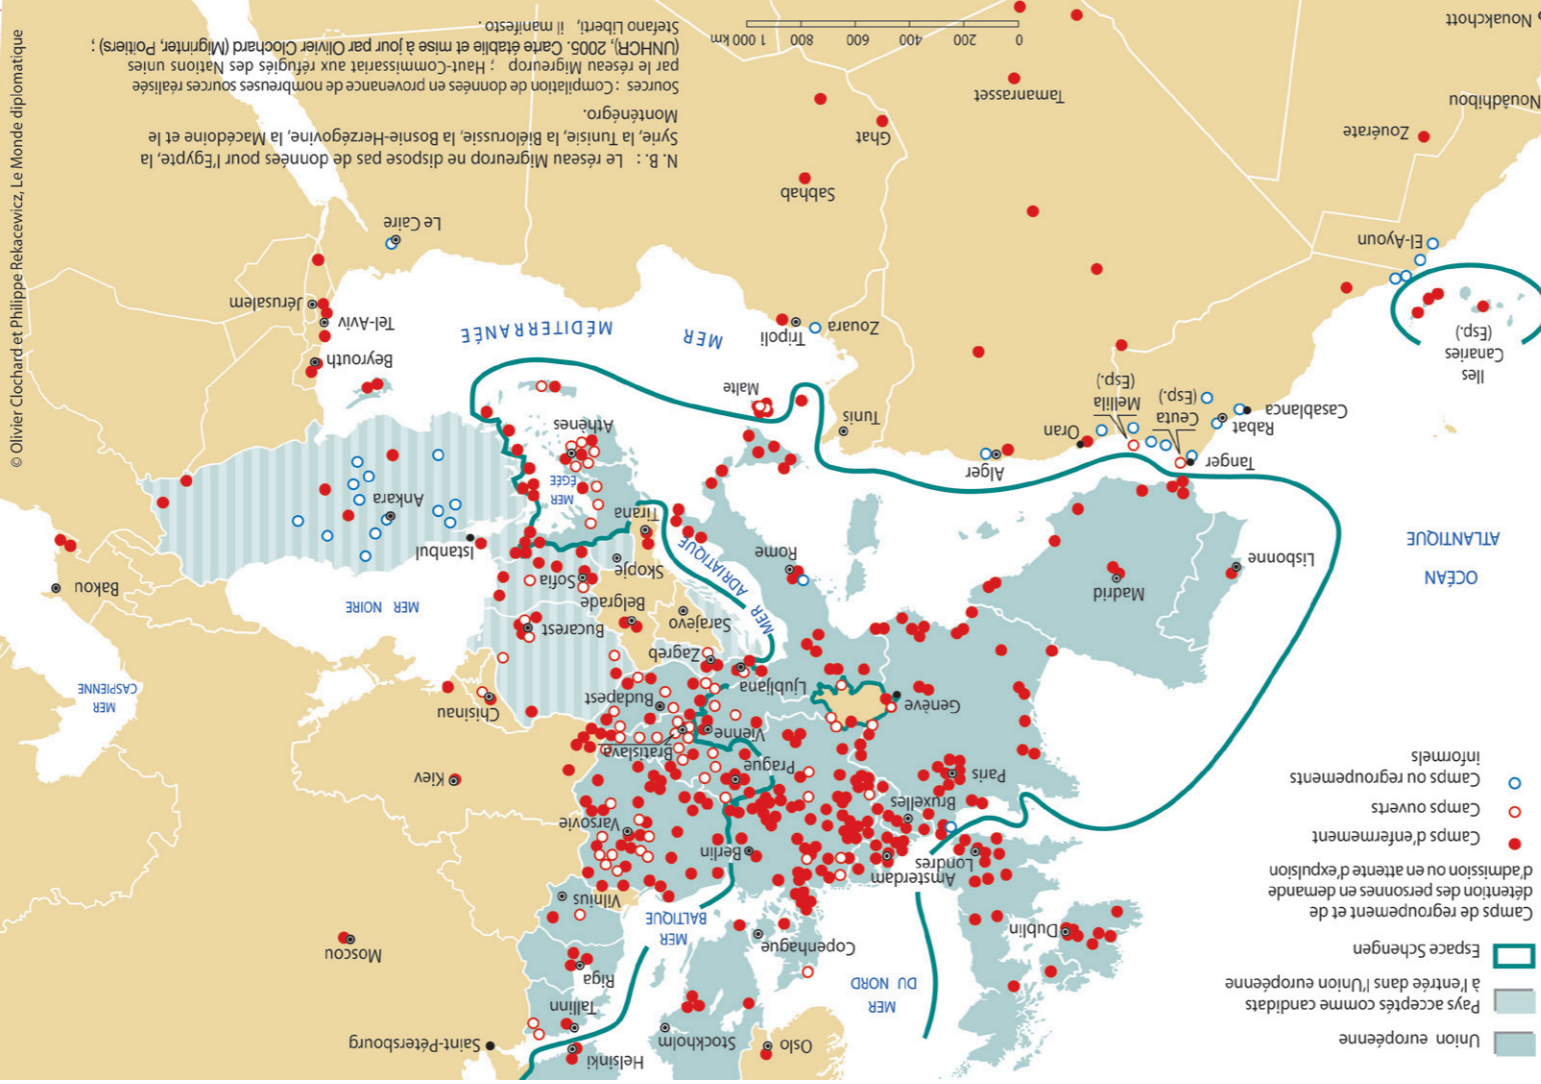 Union européenne
Pays acceptés comme candidats
à l'entrée dans l'Union européenne
Espace Schengen
Camps de regroupement et de
détention des personnes en demande
d'admission ou en attente d'expulsion
Camps d'enfermement
Camps ouverts
Camps ou regroupements
informels
Oslo
Stockholm
Helsinki
Saint-Pétersbourg
Tallinn
Riga
MER
DU NORD
Copenhague
MER
BALTIQUE
Moscou
Dublin
Vilnius
Londres
Amsterdam
Berlin
Varsovie
Bruxelles
Paris
Prague
Kiev
Bratislava
Vienne
Genève
Budapest
Chisinau
Ljubljana
Zagreb
MER
CASPIENNE
Sarajevo
Bucarest
Belgrade
MER NOIRE
Bakou
OCÉAN
ATLANTIQUE
Madrid
Lisbonne
MER ADRIATIQUE
Rome
Skopje
Sofia
Tirana
Istanbul
Ankara
MER
ÉGÉE
Athènes
Tanger
Ceuta
(Esp.)
Mellila
(Esp.)
Oran
Alger
Tunis
Malte
Rabat
Casablanca
Iles
Canaries
(Esp.)
Beyrouth
Tel-Aviv
Jérusalem
MER MÉDITERRANÉE
Zouara
Tripoli
El-Ayoun
Le Caire
Sabhab
Ghat
Zouérate
Nouâdhibou
Tamanrasset
Nouakchott
0 200 400 600 800 1 000 km
N. B. : Le réseau Migreurop ne dispose pas de données pour l'Egypte, la
Syrie, la Tunisie, la Biélorussie, la Bosnie-Herzégovine, la Macédoine et le
Monténégro.
Sources : Compilation de données en provenance de nombreuses sources réalisée
par le réseau Migreurop ; Haut-Commissariat aux réfugiés des Nations unies
(UNHCR), 2005. Carte établie et mise à jour par Olivier Clochard (Migrinter, Poitiers) ;
Stefano Liberti, il manifesto.
© Olivier Clochard et Philippe Rekacewicz, Le Monde diplomatique